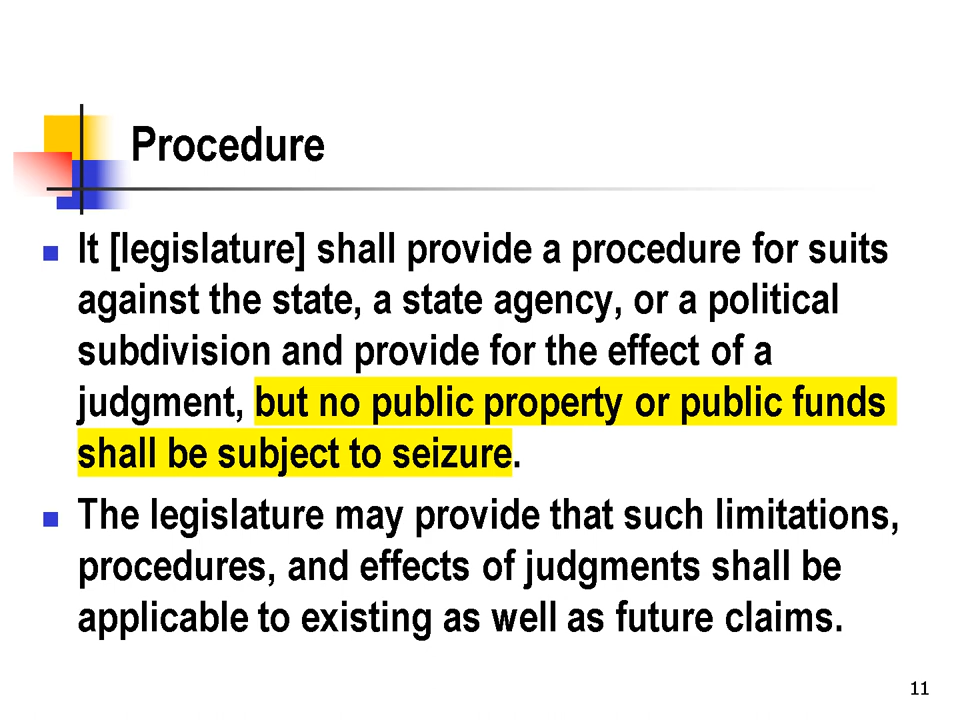 Procedure
It [legislature] shall provide a procedure for suits
against the state, a state agency, or a political
subdivision and provide for the effect of a
judgment, but no public property or public funds
shall be subject to seizure.
The legislature may provide that such limitations,
procedures, and effects of judgments shall be
applicable to existing as well as future claims.
11